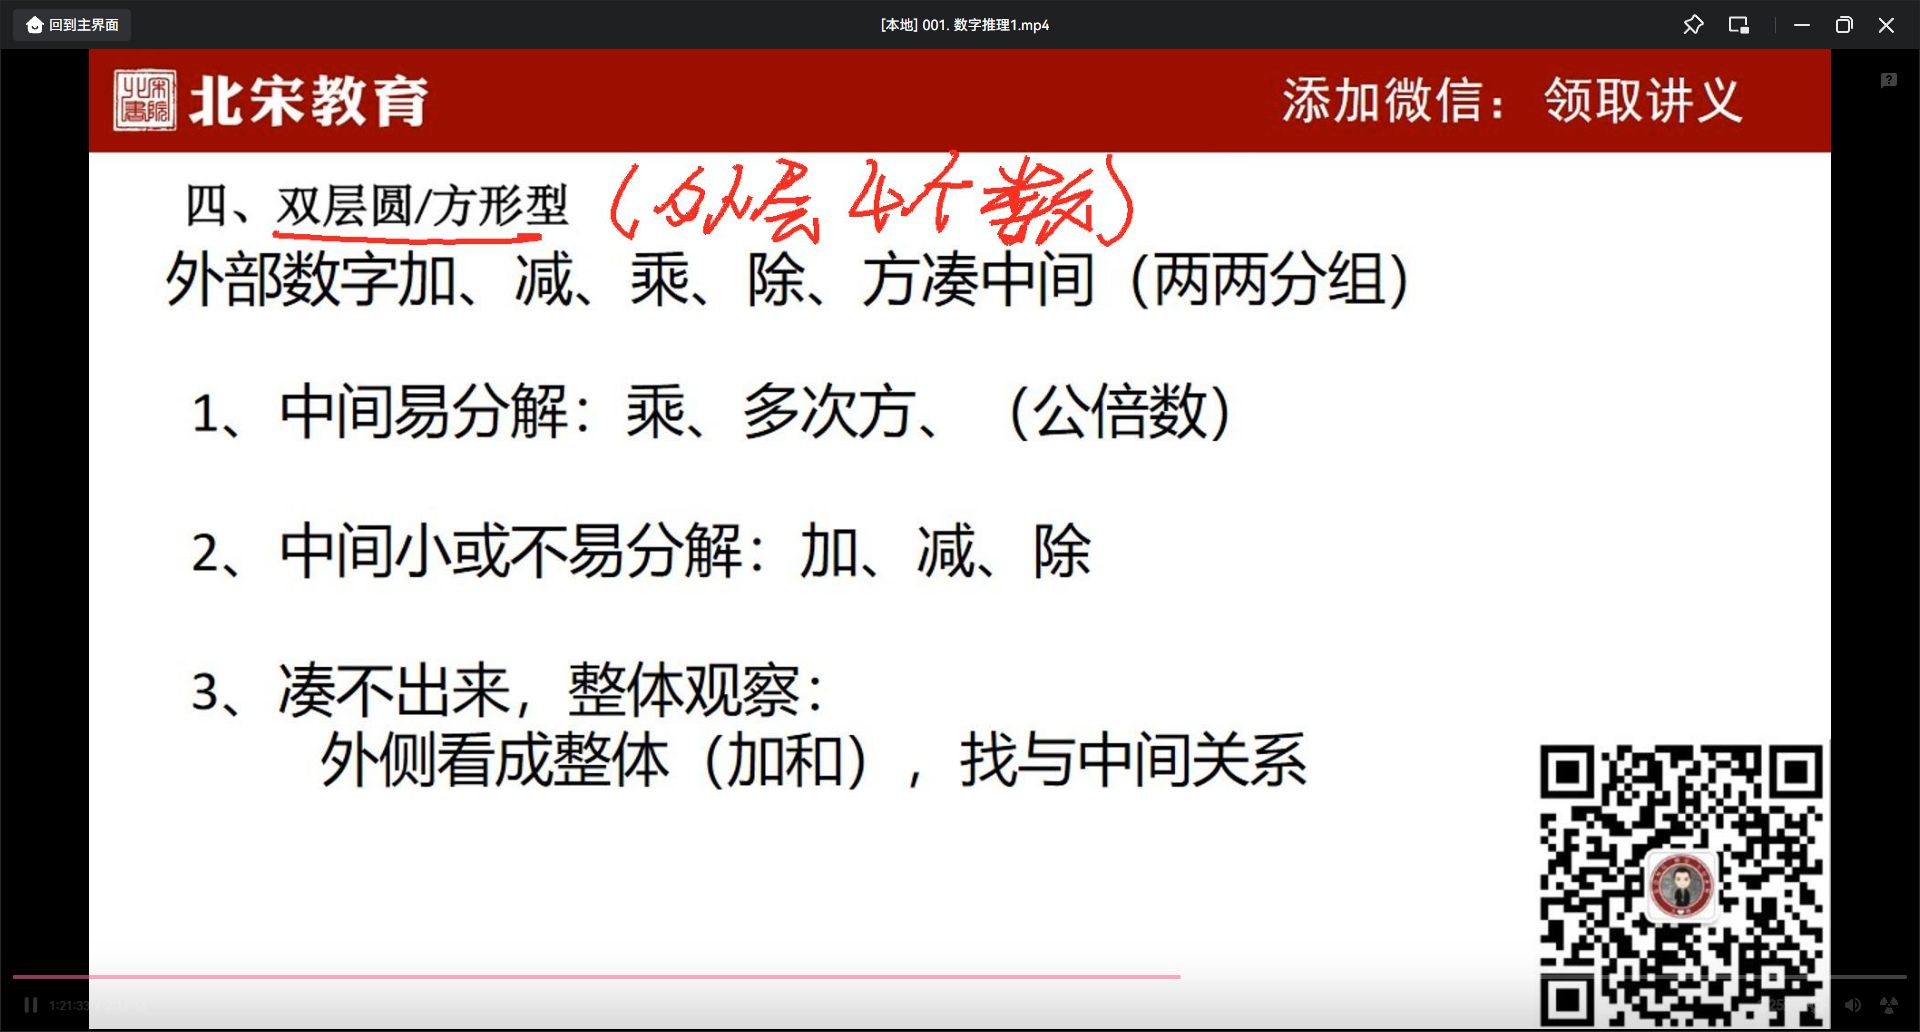 回到主界面
[本地] 001. 数字推理1.mp4
北宋教育
添加微信：领取讲义
四、双层圆/方形型（外层4个数）
外部数字加、减、乘、除、方凑中间（两两分组）
1、中间易分解：乘、多次方、（公倍数）
2、中间小或不易分解：加、减、除
3、凑不出来，整体观察：
外侧看成整体（加和），找与中间关系
1:21:33